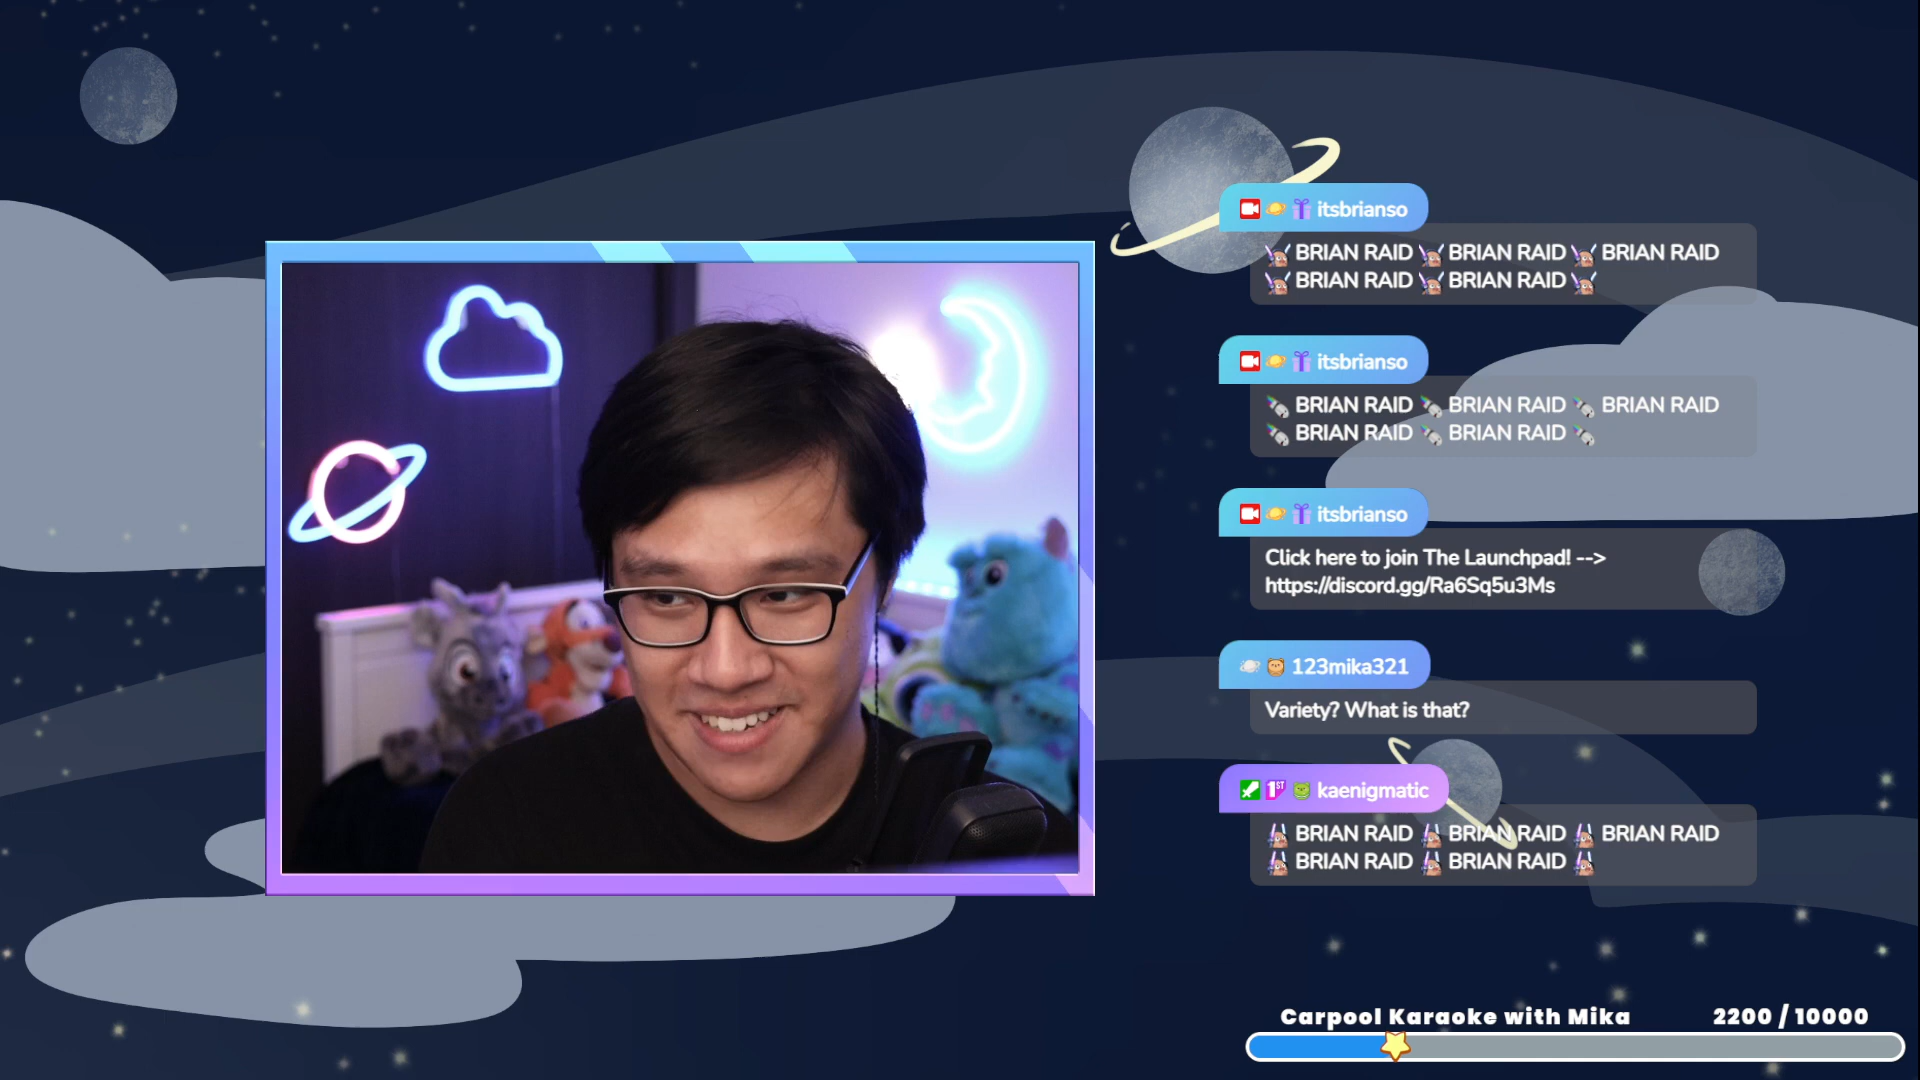 itsbrianso
BRIAN RAID BRIAN RAID BRIAN RAID
BRIAN RAID BRIAN RAID
itsbrianso
BRIAN RAID BRIAN RAID BRIAN RAID
BRIAN RAID BRIAN RAID
itsbrianso
Click here to join The Launchpad! -->
https://discord.gg/Ra6Sq5u3Ms
123mika321
Variety? What is that?
1ST kaenigmatic
BRIAN RAID BRIAN RAID BRIAN RAID
BRIAN RAID BRIAN RAID
Carpool Karaoke with Mika 2200 / 10000